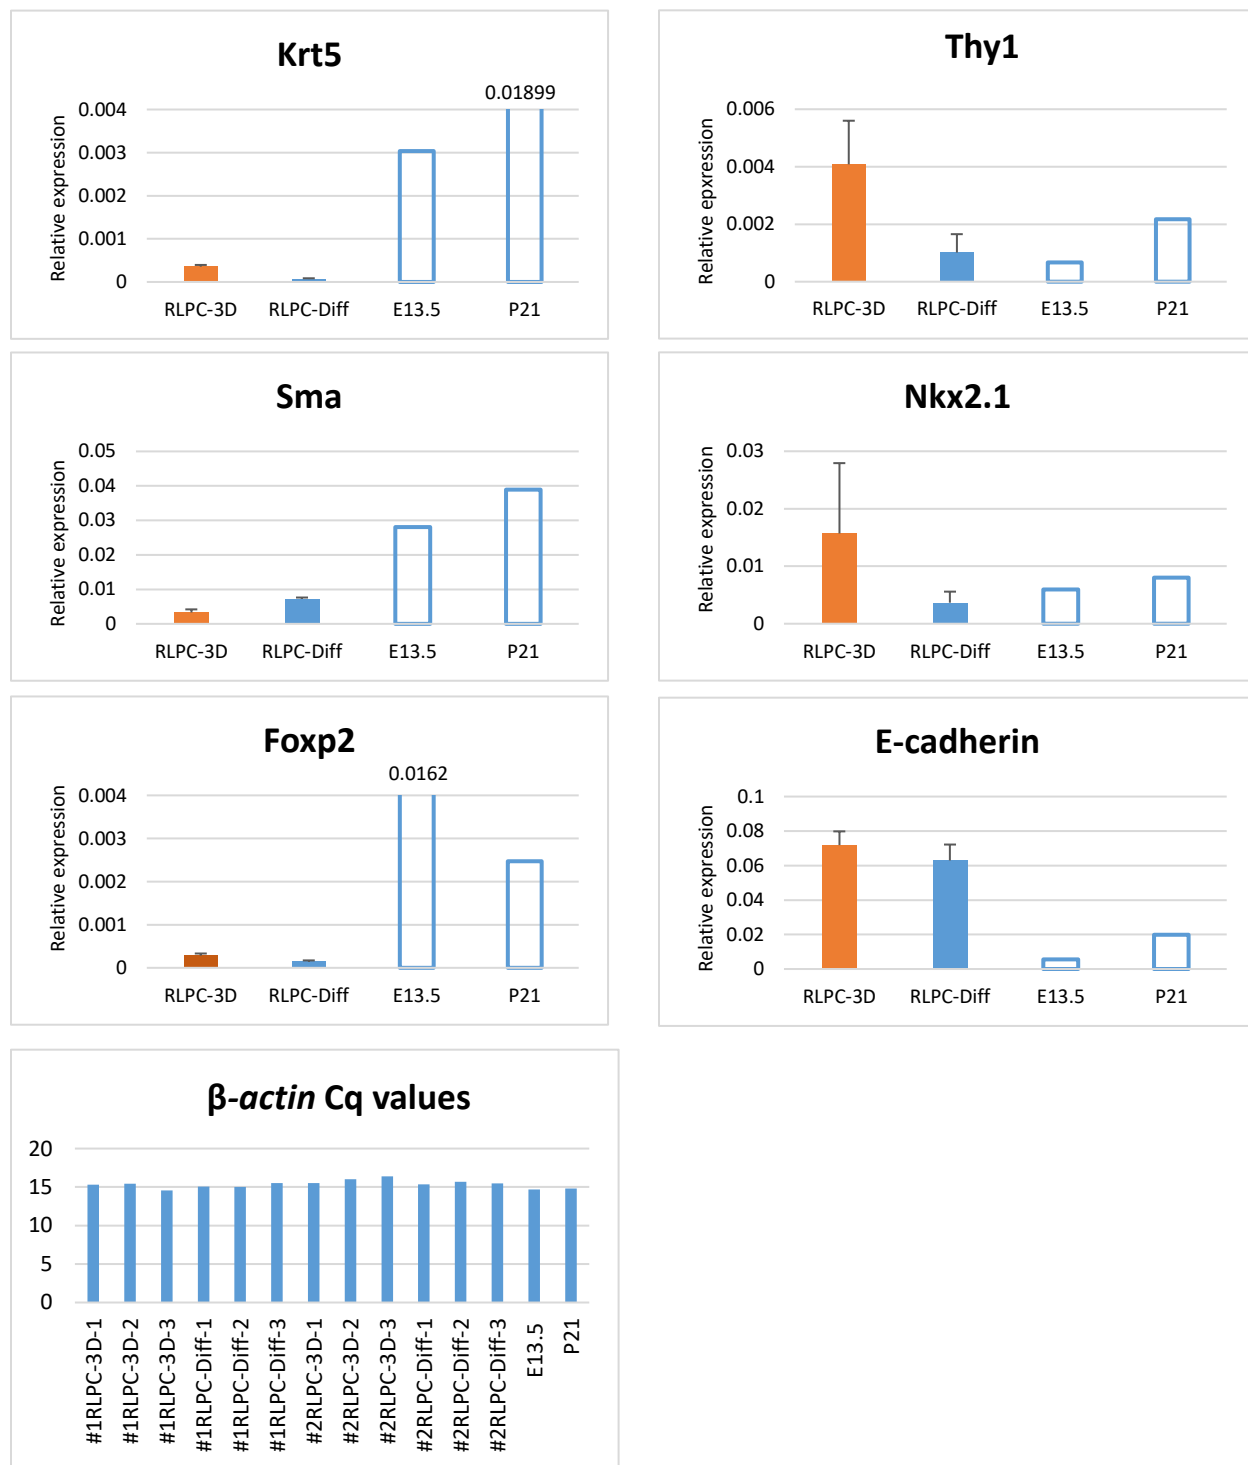 Krt5
0.01899
0.004
0.003
0.002
0.001
0
Relative expression
RLPC-3D RLPC-Diff E13.5 P21
Thy1
0.006
0.004
0.002
0
Relative epxression
RLPC-3D RLPC-Diff E13.5 P21
Sma
0.05
0.04
0.03
0.02
0.01
0
Relative expression
RLPC-3D RLPC-Diff E13.5 P21
Nkx2.1
0.03
0.02
0.01
0
Relative expression
RLPC-3D RLPC-Diff E13.5 P21
Foxp2
0.0162
0.004
0.003
0.002
0.001
0
Relative expression
RLPC-3D RLPC-Diff E13.5 P21
E-cadherin
0.1
0.08
0.06
0.04
0.02
0
Relative expression
RLPC-3D RLPC-Diff E13.5 P21
β-actin Cq values
20
15
10
5
0
#1RLPC-3D-1
#1RLPC-3D-2
#1RLPC-3D-3
#1RLPC-Diff-1
#1RLPC-Diff-2
#1RLPC-Diff-3
#2RLPC-3D-1
#2RLPC-3D-2
#2RLPC-3D-3
#2RLPC-Diff-1
#2RLPC-Diff-2
#2RLPC-Diff-3
E13.5
P21